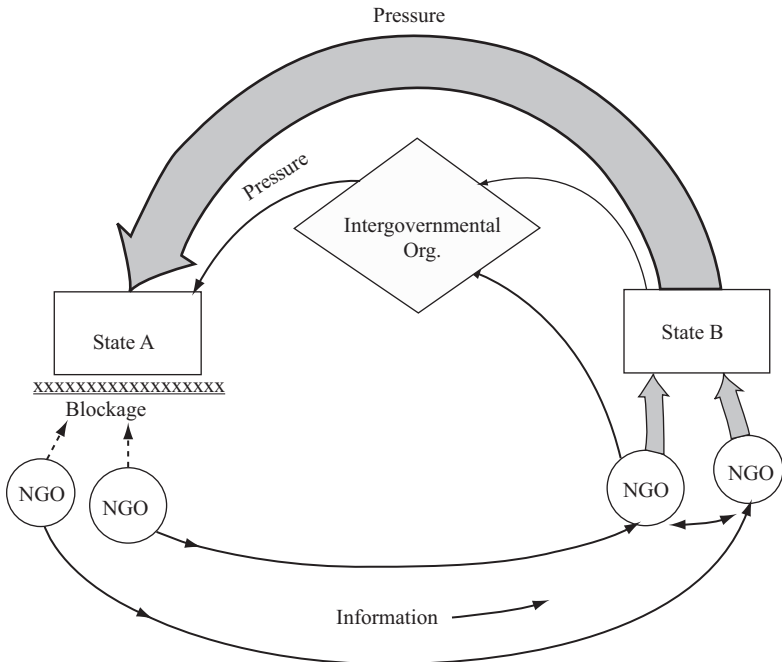 Pressure
Pressure
Intergovernmental
Org.
State A
State B
xxxxxxxxxxxxxxxxxx
Blockage
NGO
NGO
NGO
NGO
Information